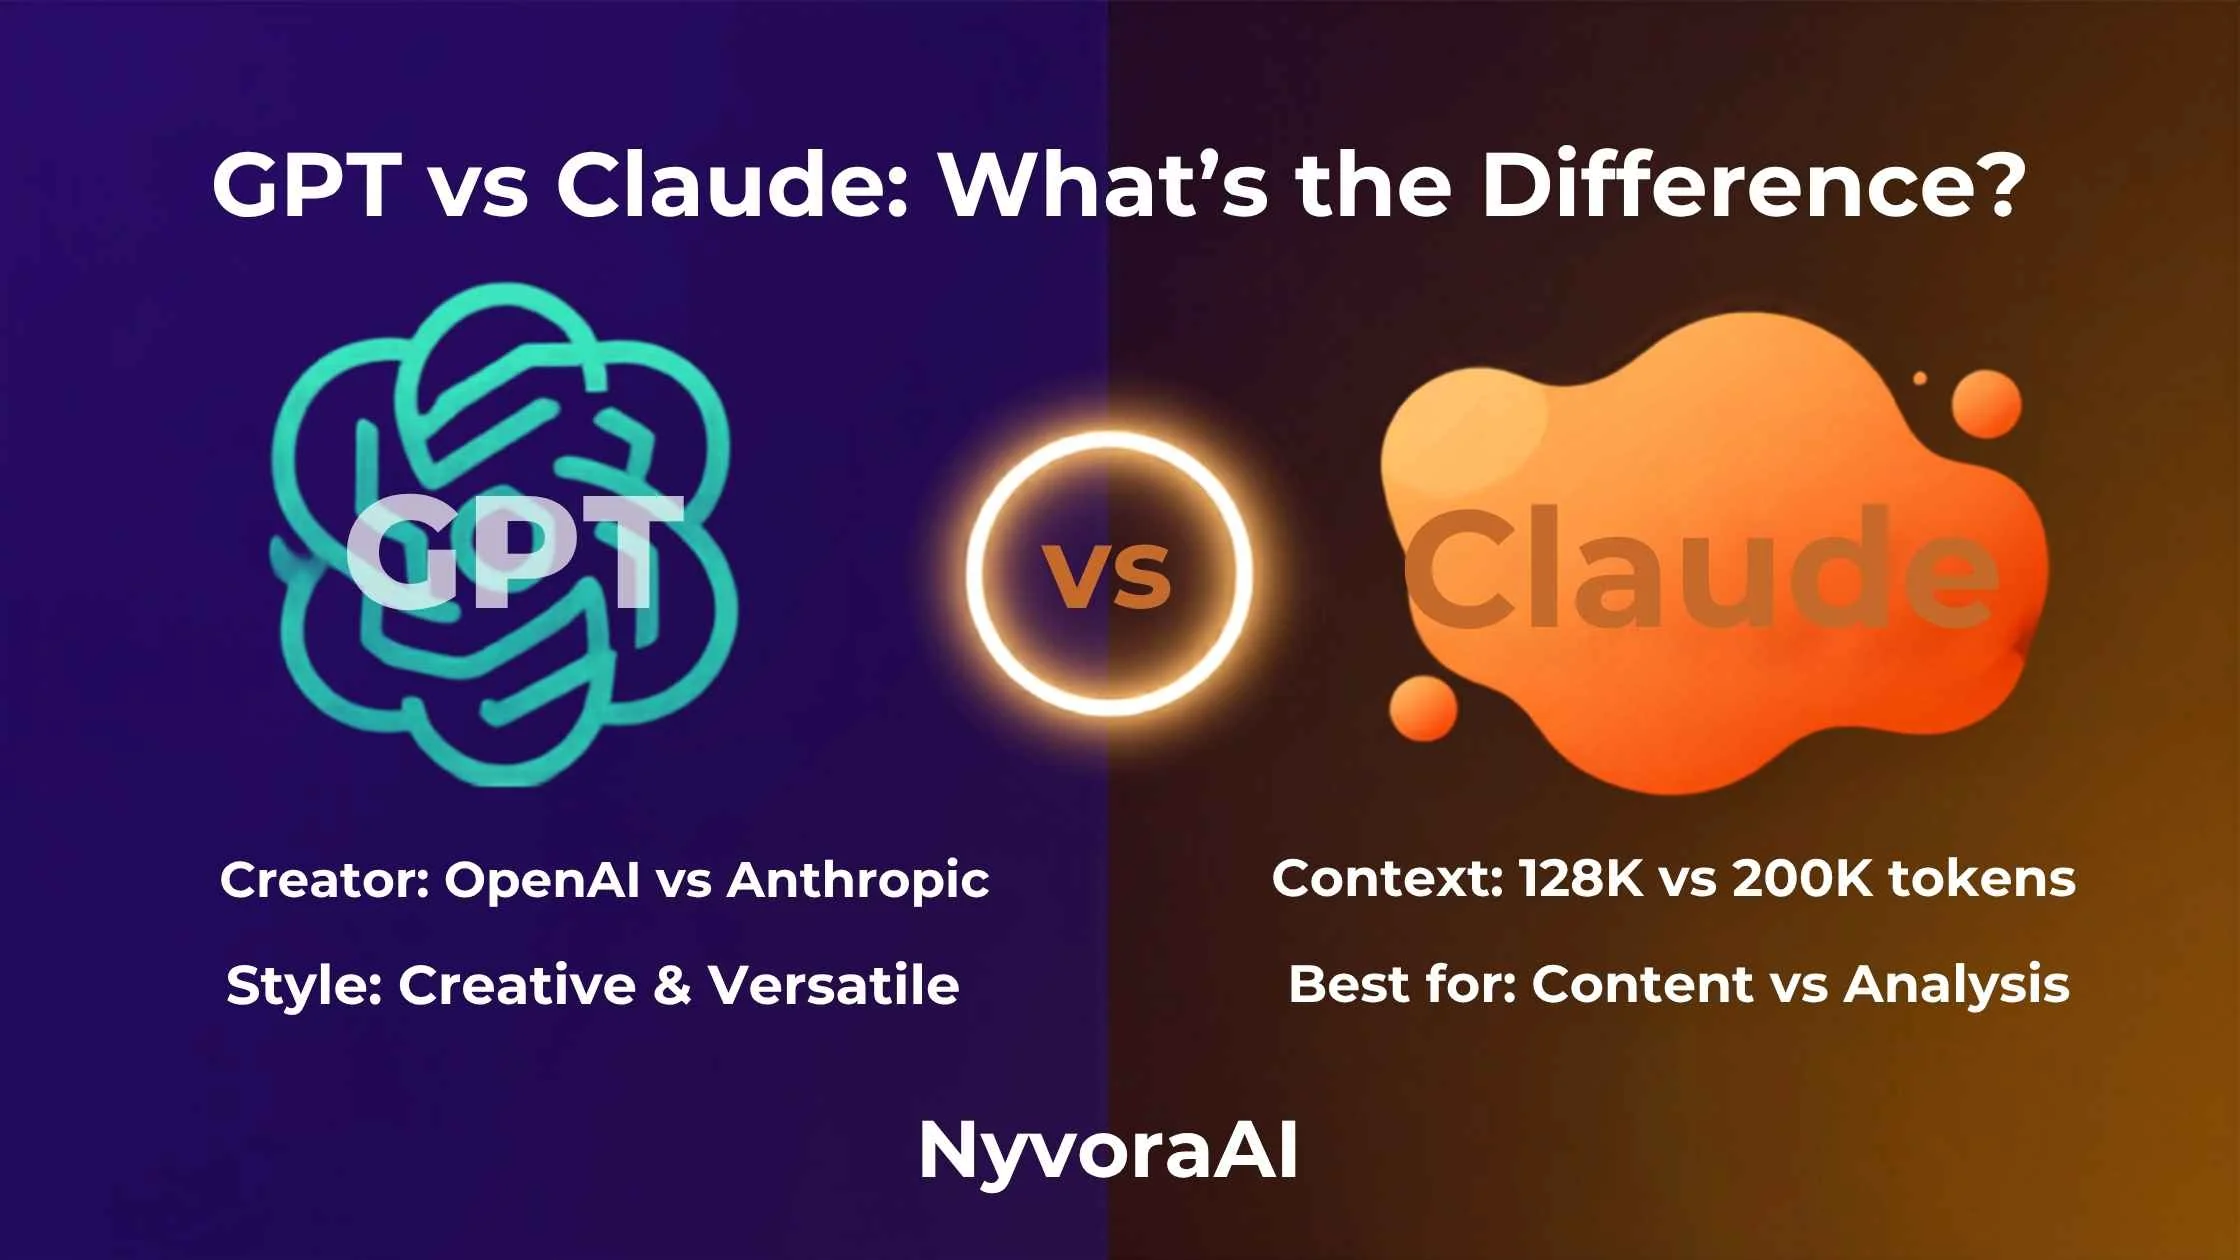 GPT vs Claude: What's the Difference?
GPT
vs
Claude
Creator: OpenAI vs Anthropic
Style: Creative & Versatile
Context: 128K vs 200K tokens
Best for: Content vs Analysis
NyvoraAI